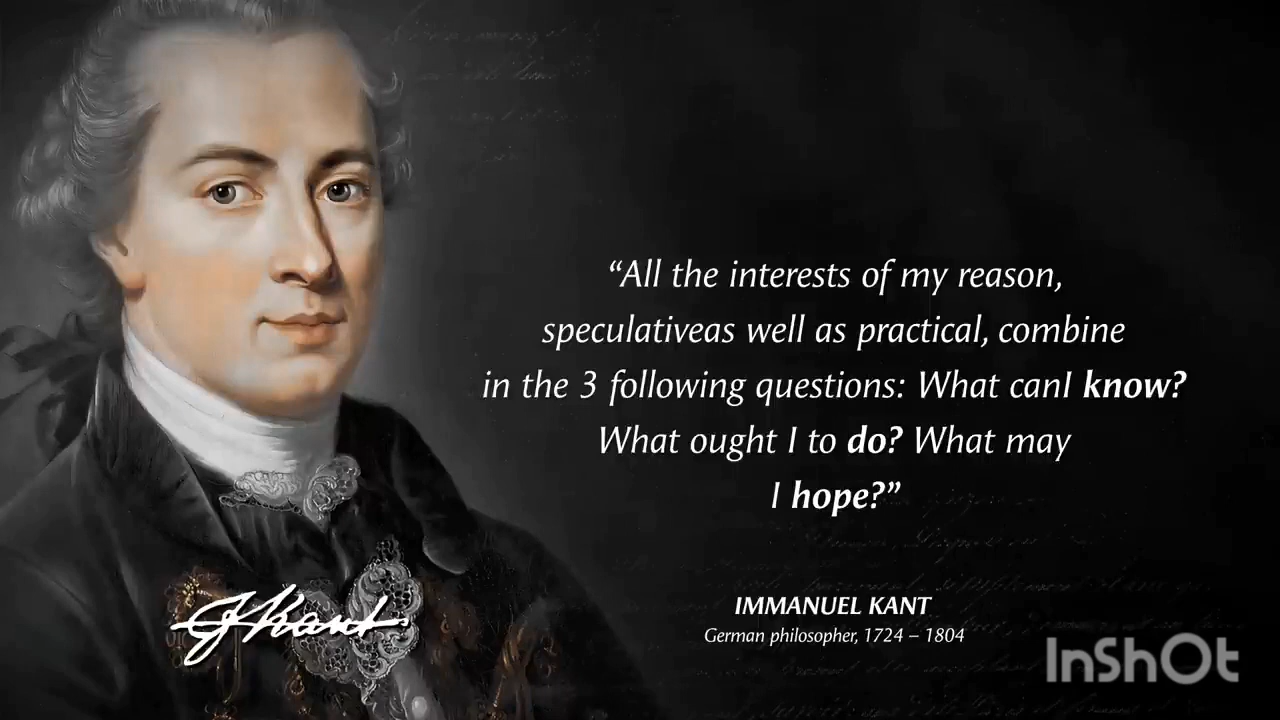 “All the interests of my reason,
speculativeas well as practical, combine
in the 3 following questions: What canI know?
What ought I to do? What may
I hope?”
JKant
IMMANUEL KANT
German philosopher, 1724 – 1804
InShOt